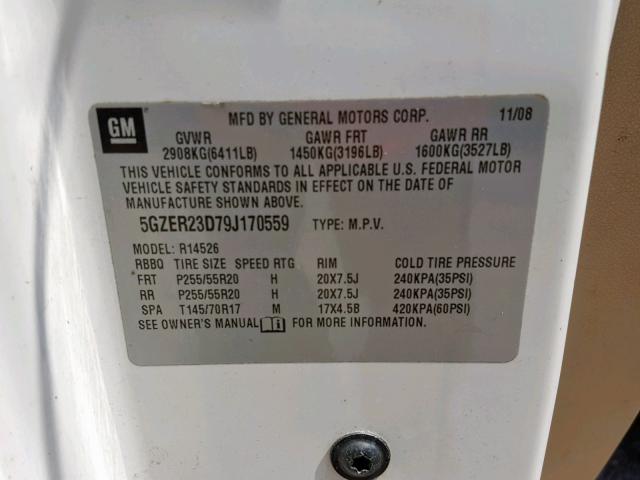 GM
MFD BY GENERAL MOTORS CORP. 11/08
GVWR GAWR FRT GAWR RR
2908KG(6411LB) 1450KG(3196LB) 1600KG(3527LB)
THIS VEHICLE CONFORMS TO ALL APPLICABLE U.S. FEDERAL MOTOR
VEHICLE SAFETY STANDARDS IN EFFECT ON THE DATE OF
MANUFACTURE SHOWN ABOVE.
5GZER23D79J170559 TYPE: M.P.V.
MODEL: R14526
RBBQ TIRE SIZE SPEED RTG RIM COLD TIRE PRESSURE
FRT P255/55R20 H 20X7.5J 240KPA(35PSI)
RR P255/55R20 H 20X7.5J 240KPA(35PSI)
SPA T145/70R17 M 17X4.5B 420KPA(60PSI)
SEE OWNER'S MANUAL FOR MORE INFORMATION.